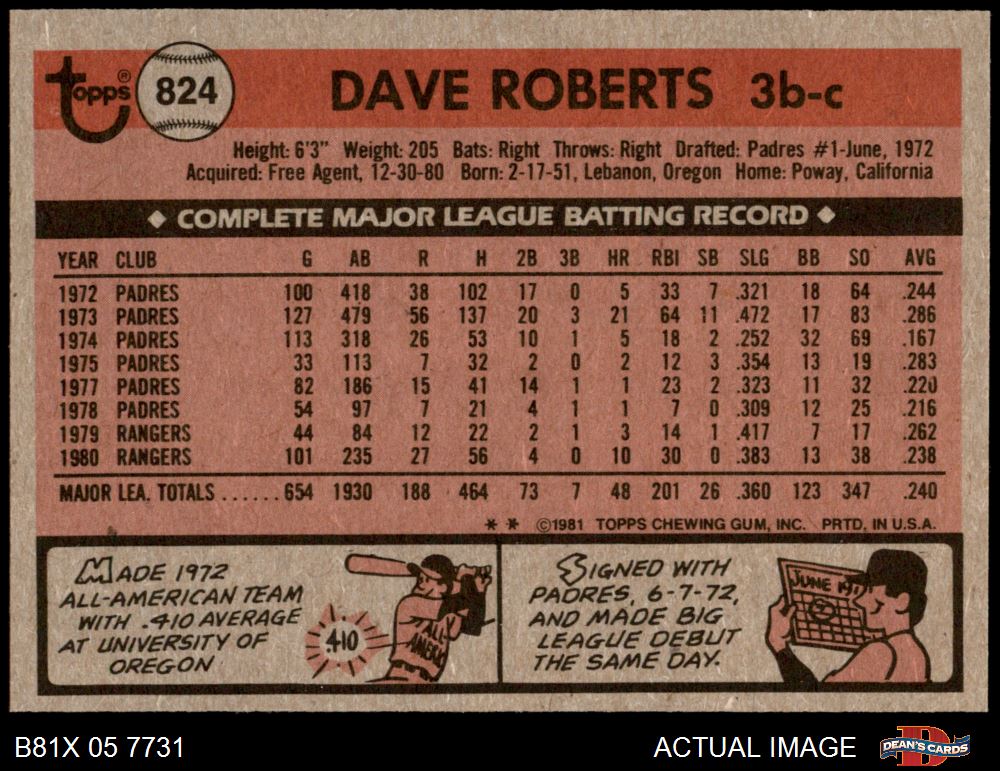 Topps® 824 DAVE ROBERTS 3b-c
Height: 6'3" Weight: 205 Bats: Right Throws: Right Drafted: Padres #1-June, 1972
Acquired: Free Agent, 12-30-80 Born: 2-17-51, Lebanon, Oregon Home: Poway, California
◆ COMPLETE MAJOR LEAGUE BATTING RECORD ◆
YEAR CLUB G AB R H 2B 3B HR RBI SB SLG BB SO AVG
1972 PADRES 100 418 38 102 17 0 5 33 7 .321 18 64 .244
1973 PADRES 127 479 56 137 20 3 21 64 11 .472 17 83 .286
1974 PADRES 113 318 26 53 10 1 5 18 2 .252 32 69 .167
1975 PADRES 33 113 7 32 2 0 2 12 3 .354 13 19 .283
1977 PADRES 82 186 15 41 14 1 1 23 2 .323 11 32 .220
1978 PADRES 54 97 7 21 4 1 1 7 0 .309 12 25 .216
1979 RANGERS 44 84 12 22 2 1 3 14 1 .417 7 17 .262
1980 RANGERS 101 235 27 56 4 0 10 30 0 .383 13 38 .238
MAJOR LEA. TOTALS ...... 654 1930 188 464 73 7 48 201 26 .360 123 347 .240
* * ©1981 TOPPS CHEWING GUM, INC. PRTD. IN U.S.A.
MADE 1972
ALL-AMERICAN TEAM
WITH .410 AVERAGE
AT UNIVERSITY OF
OREGON
.410
ALL-
AMERIC
SIGNED WITH
PADRES, 6-7-72,
AND MADE BIG
LEAGUE DEBUT
THE SAME DAY.
JUNE 197
B81X 05 7731 ACTUAL IMAGE DEAN'S CARDS